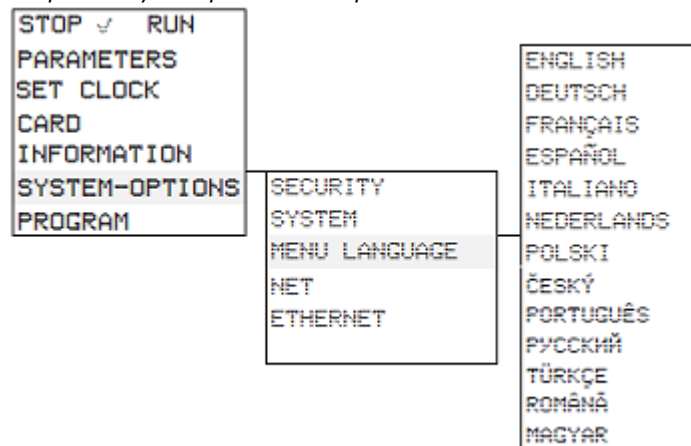 STOP √ RUN
PARAMETERS
SET CLOCK
CARD
INFORMATION
SYSTEM-OPTIONS
PROGRAM
SECURITY
SYSTEM
MENU LANGUAGE
NET
ETHERNET
ENGLISH
DEUTSCH
FRANÇAIS
ESPAÑOL
ITALIANO
NEDERLANDS
POLSKI
ČESKÝ
PORTUGUÊS
РУССКИЙ
TÜRKÇE
ROMÂNĂ
MAGYAR